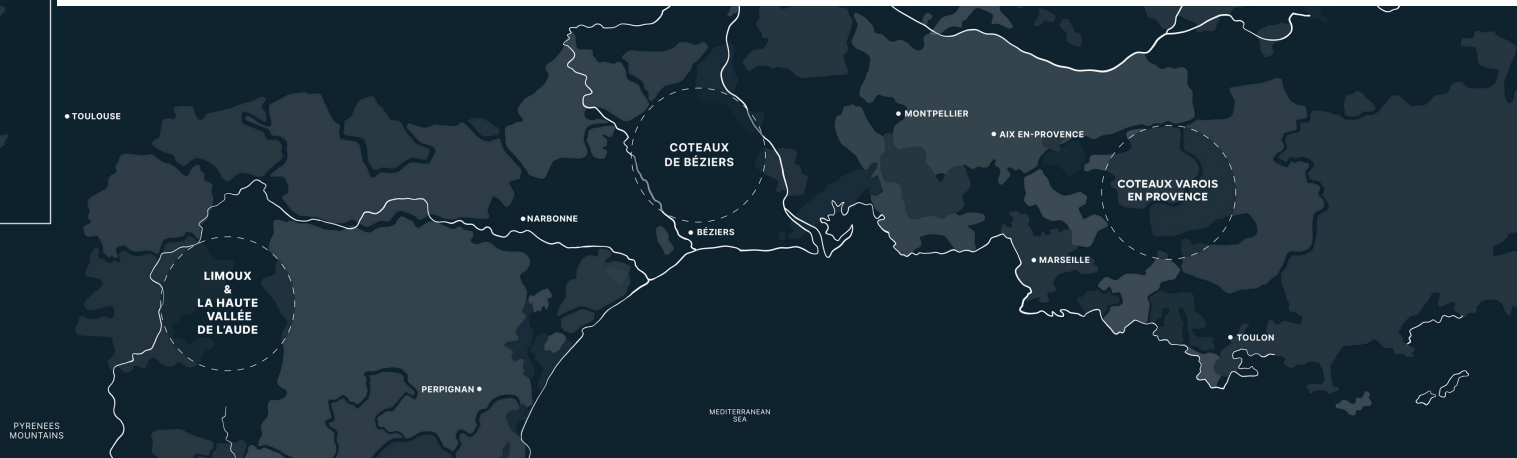 TOULOUSE
MONTPELLIER
AIX EN-PROVENCE
COTEAUX
DE BÉZIERS
COTEAUX VAROIS
EN PROVENCE
NARBONNE
BÉZIERS
MARSEILLE
LIMOUX
&
LA HAUTE
VALLÉE
DE L'AUDE
TOULON
PERPIGNAN
MEDITERRANEAN
SEA
PYRENEES
MOUNTAINS